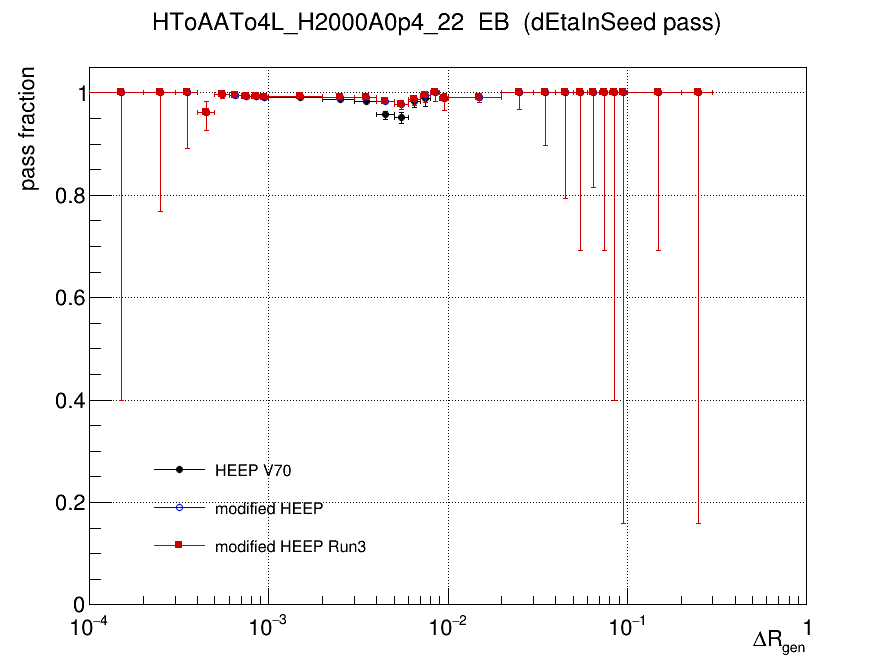 HToAATo4L_H2000A0p4_22 EB (dEtaInSeed pass)
pass fraction
1
0.8
0.6
0.4
0.2
0
HEEP V70
modified HEEP
modified HEEP Run3
10⁻⁴ 10⁻³ 10⁻² 10⁻¹ 1
ΔR_gen